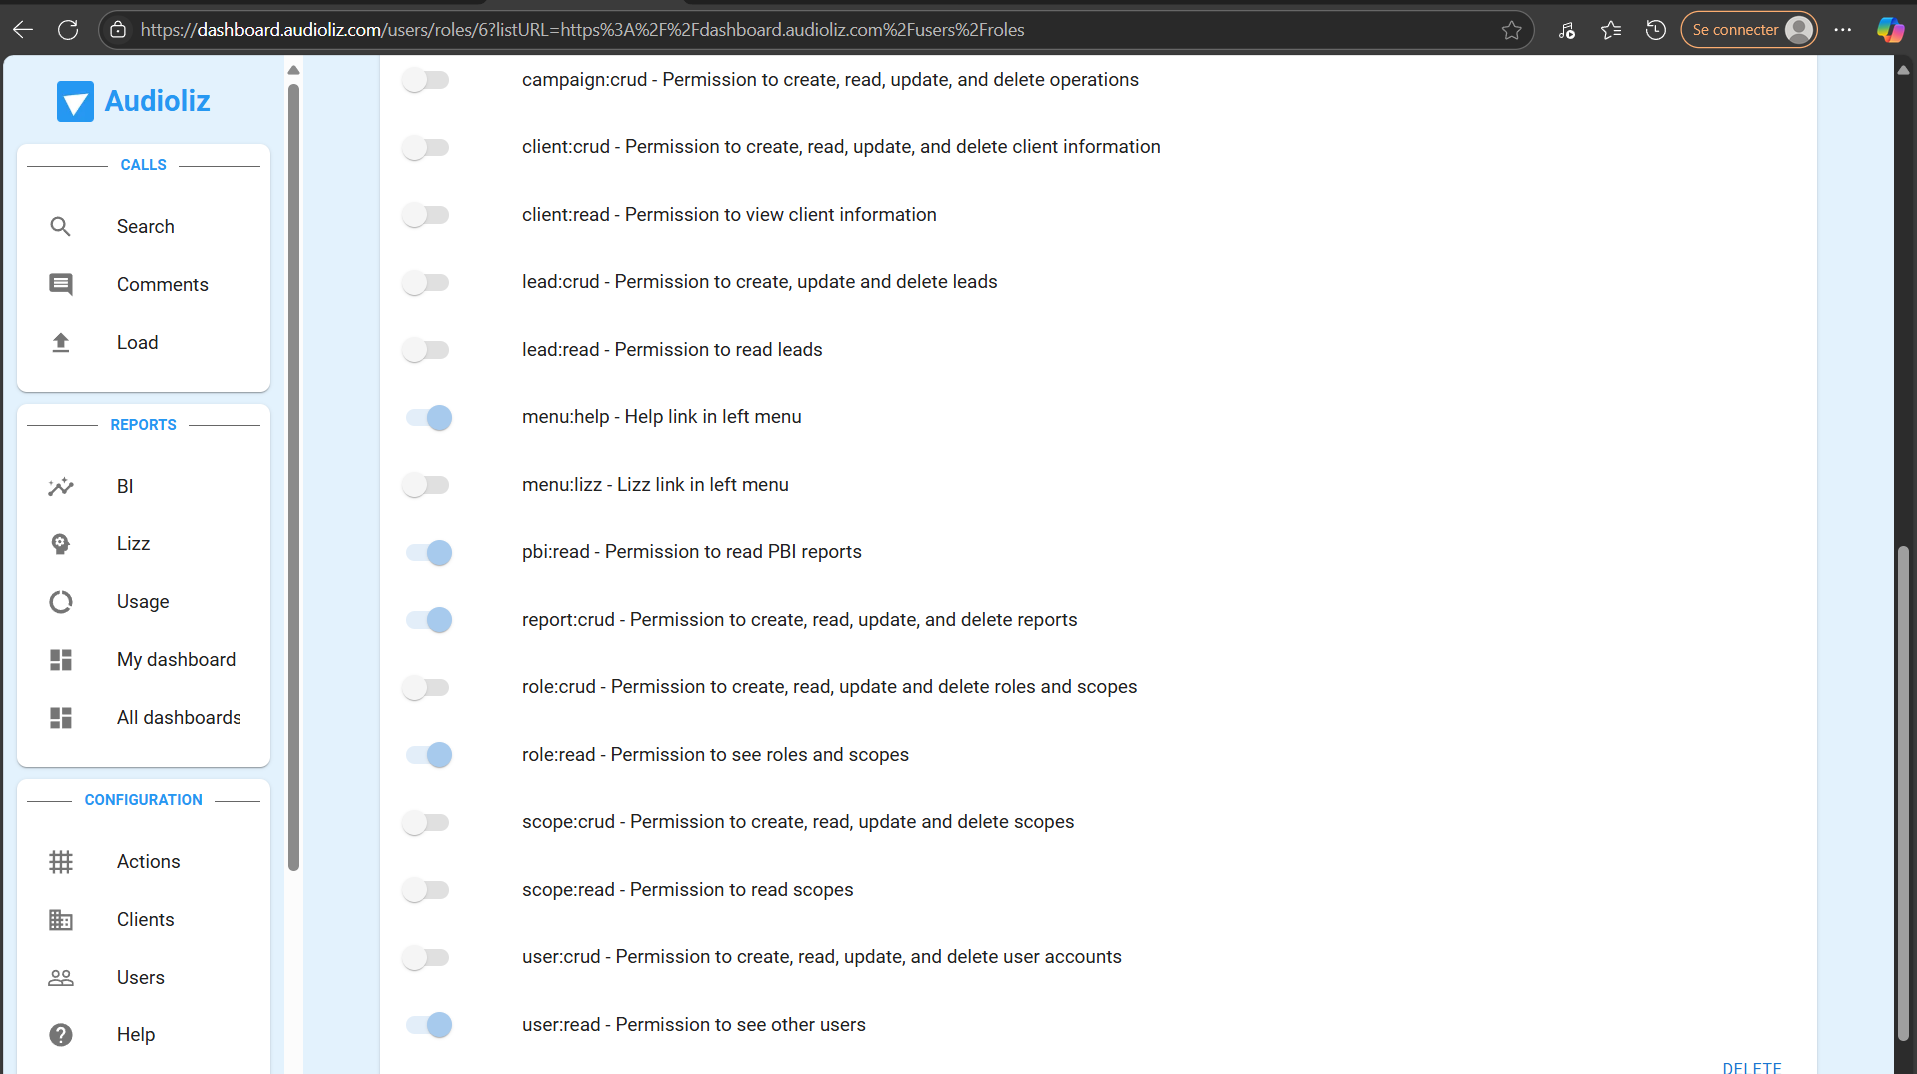 https://dashboard.audioliz.com/users/roles/6?listURL=https%3A%2F%2Fdashboard.audioliz.com%2Fusers%2Froles
Se connecter
Audioliz
CALLS
Search
Comments
Load
REPORTS
BI
Lizz
Usage
My dashboard
All dashboards
CONFIGURATION
Actions
Clients
Users
Help
campaign:crud - Permission to create, read, update, and delete operations
client:crud - Permission to create, read, update, and delete client information
client:read - Permission to view client information
lead:crud - Permission to create, update and delete leads
lead:read - Permission to read leads
menu:help - Help link in left menu
menu:lizz - Lizz link in left menu
pbi:read - Permission to read PBI reports
report:crud - Permission to create, read, update, and delete reports
role:crud - Permission to create, read, update and delete roles and scopes
role:read - Permission to see roles and scopes
scope:crud - Permission to create, read, update and delete scopes
scope:read - Permission to read scopes
user:crud - Permission to create, read, update, and delete user accounts
user:read - Permission to see other users
DELETE